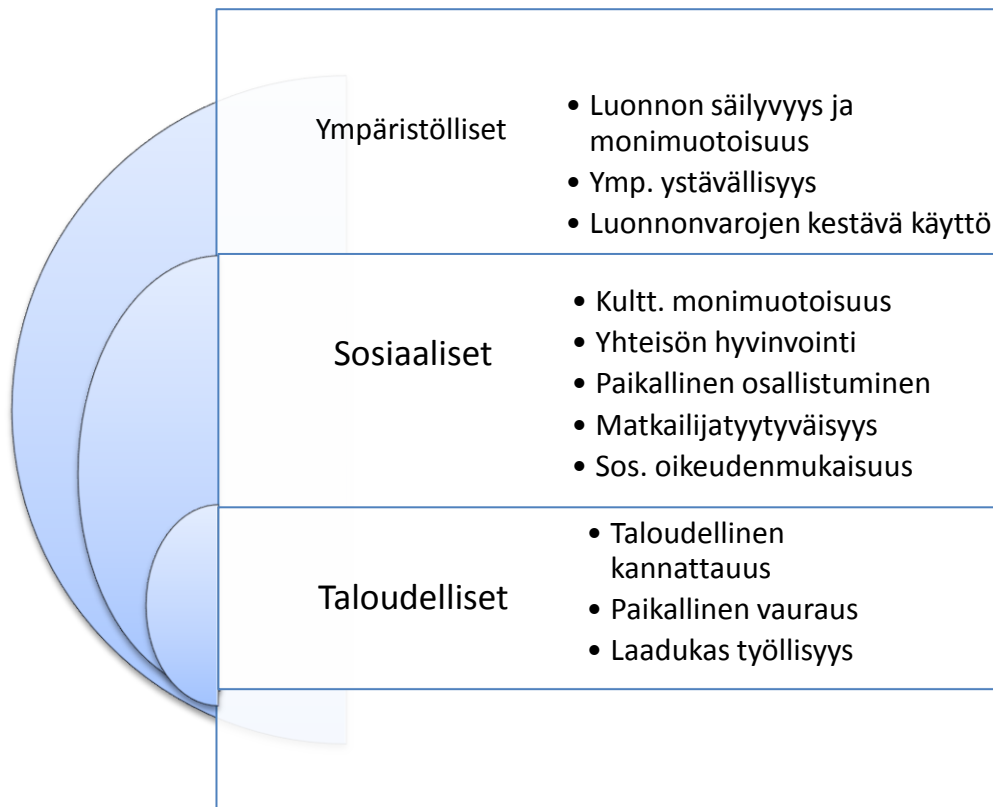 Ympäristölliset
• Luonnon säilyvyys ja
monimuotoisuus
• Ymp. ystävällisyys
• Luonnonvarojen kestävä käyttö
Sosiaaliset
• Kultt. monimuotoisuus
• Yhteisön hyvinvointi
• Paikallinen osallistuminen
• Matkailijatyytyväisyys
• Sos. oikeudenmukaisuus
Taloudelliset
• Taloudellinen
kannattauus
• Paikallinen vauraus
• Laadukas työllisyys